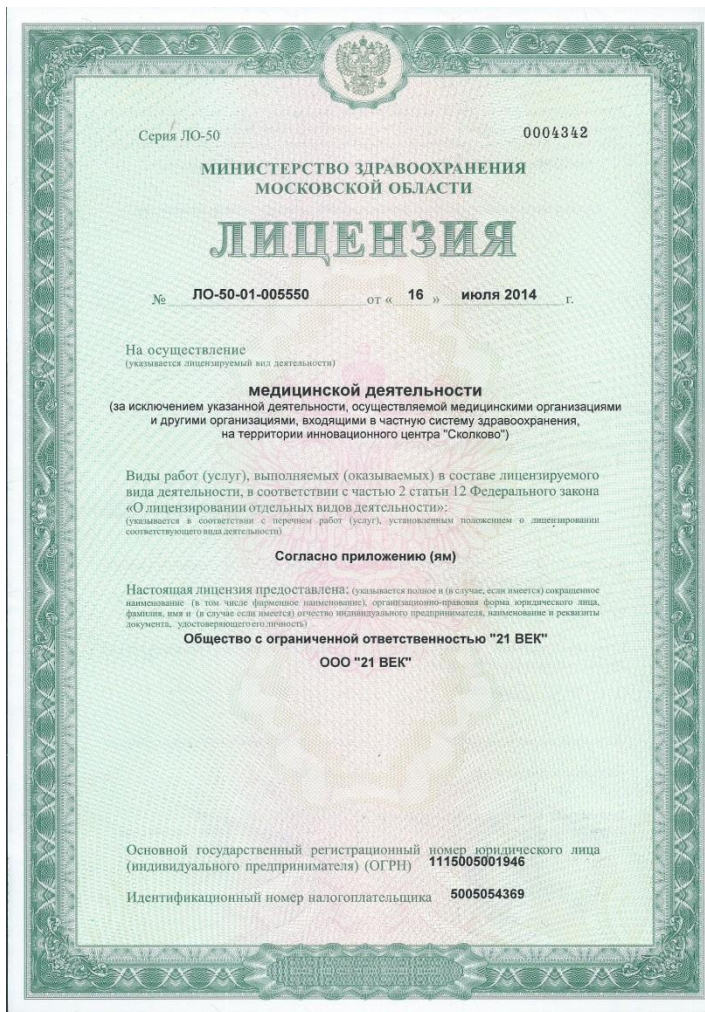 Серия ЛО-50
0004342
МИНИСТЕРСТВО ЗДРАВООХРАНЕНИЯ
МОСКОВСКОЙ ОБЛАСТИ
ЛИЦЕНЗИЯ
№ ЛО-50-01-005550 от « 16 » июля 2014 г.
На осуществление
(указывается лицензируемый вид деятельности)
медицинской деятельности
(за исключением указанной деятельности, осуществляемой медицинскими организациями
и другими организациями, входящими в частную систему здравоохранения,
на территории инновационного центра "Сколково")
Виды работ (услуг), выполняемых (оказываемых) в составе лицензируемого
вида деятельности, в соответствии с частью 2 статьи 12 Федерального закона
«О лицензировании отдельных видов деятельности»:
(указывается в соответствии с перечнем работ (услуг), установленным положением о лицензировании
соответствующего вида деятельности)
Согласно приложению (ям)
Настоящая лицензия предоставлена: (указывается полное и (в случае, если имеется) сокращенное
наименование (в том числе фирменное наименование), организационно-правовая форма юридического лица,
фамилия, имя и (в случае если имеется) отчество индивидуального предпринимателя, наименование и реквизиты
документа, удостоверяющего его личность)
Общество с ограниченной ответственностью "21 ВЕК"
ООО "21 ВЕК"
Основной государственный регистрационный номер юридического лица
(индивидуального предпринимателя) (ОГРН) 1115005001946
Идентификационный номер налогоплательщика 5005054369